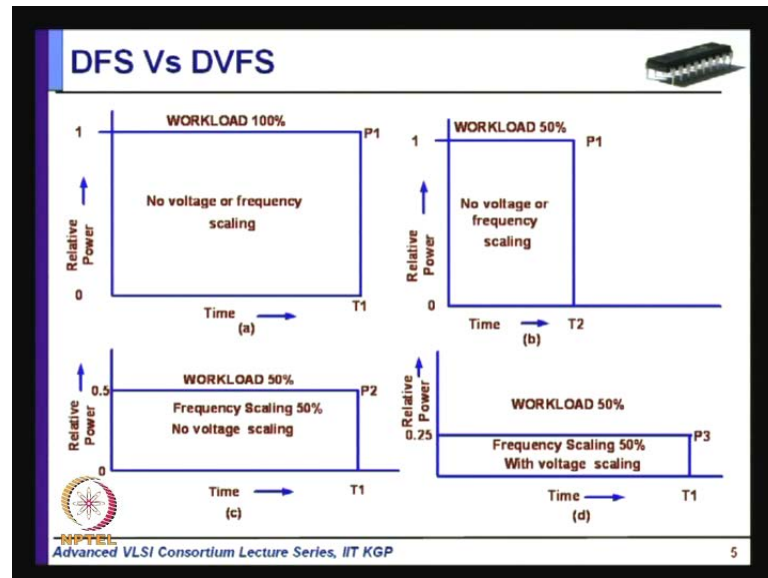 DFS Vs DVFS
WORKLOAD 100%
1
P1
No voltage or frequency
scaling
Relative
Power
0
Time
T1
(a)
WORKLOAD 50%
1
P1
No voltage or
frequency
scaling
Relative
Power
0
Time
T2
(b)
WORKLOAD 50%
0.5
P2
Frequency Scaling 50%
No voltage scaling
Relative
Power
0
Time
T1
(c)
WORKLOAD 50%
0.25
P3
Frequency Scaling 50%
With voltage scaling
Relative
Power
Time
T1
(d)
NPTEL
Advanced VLSI Consortium Lecture Series, IIT KGP
5